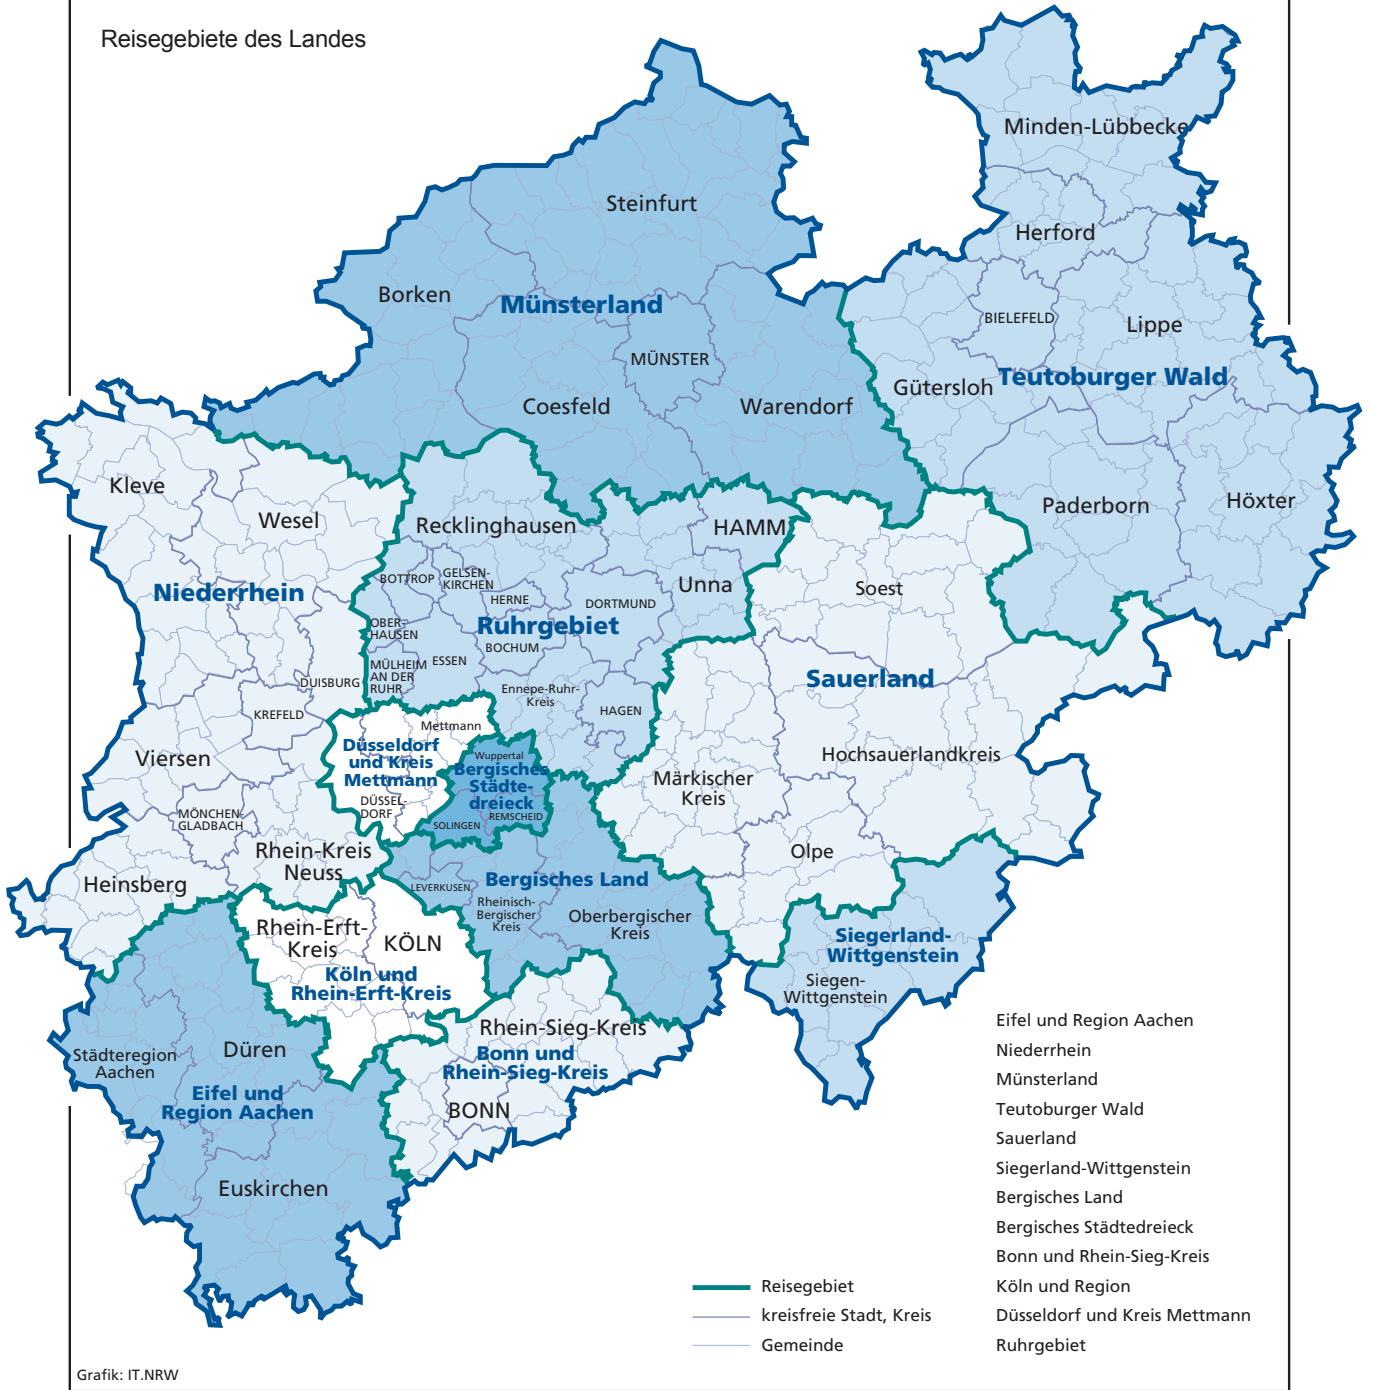 Reisegebiete des Landes
Minden-Lübbecke
Steinfurt
Herford
Borken
Münsterland
BIELEFELD
Lippe
MÜNSTER
Gütersloh
Teutoburger Wald
Coesfeld
Warendorf
Kleve
Wesel
Recklinghausen
HAMM
Paderborn
Höxter
Niederrhein
BOTTROP
GELSEN-
KIRCHEN
HERNE
DORTMUND
Unna
Soest
OBER-
HAUSEN
Ruhrgebiet
BOCHUM
MÜLHEIM
AN DER
RUHR
ESSEN
DUISBURG
Ennepe-Ruhr-
Kreis
HAGEN
Sauerland
KREFELD
Mettmann
Düsseldorf
und Kreis
Mettmann
Wuppertal
Bergisches
Städte-
dreieck
Viersen
Hochsauerlandkreis
Märkischer
Kreis
DÜSSEL-
DORF
SOLINGEN
REMSCHEID
MÖNCHEN-
GLADBACH
Rhein-Kreis
Neuss
Olpe
Heinsberg
LEVERKUSEN
Bergisches Land
Rheinisch-
Bergischer
Kreis
Oberbergischer
Kreis
Rhein-Erft-
Kreis
KÖLN
Köln und
Rhein-Erft-Kreis
Siegerland-
Wittgenstein
Siegen-
Wittgenstein
Rhein-Sieg-Kreis
Bonn und
Rhein-Sieg-Kreis
BONN
Städteregion
Aachen
Düren
Eifel und
Region Aachen
Euskirchen
Eifel und Region Aachen
Niederrhein
Münsterland
Teutoburger Wald
Sauerland
Siegerland-Wittgenstein
Bergisches Land
Bergisches Städtedreieck
Bonn und Rhein-Sieg-Kreis
Köln und Region
Düsseldorf und Kreis Mettmann
Ruhrgebiet
Reisegebiet
kreisfreie Stadt, Kreis
Gemeinde
Grafik: IT.NRW